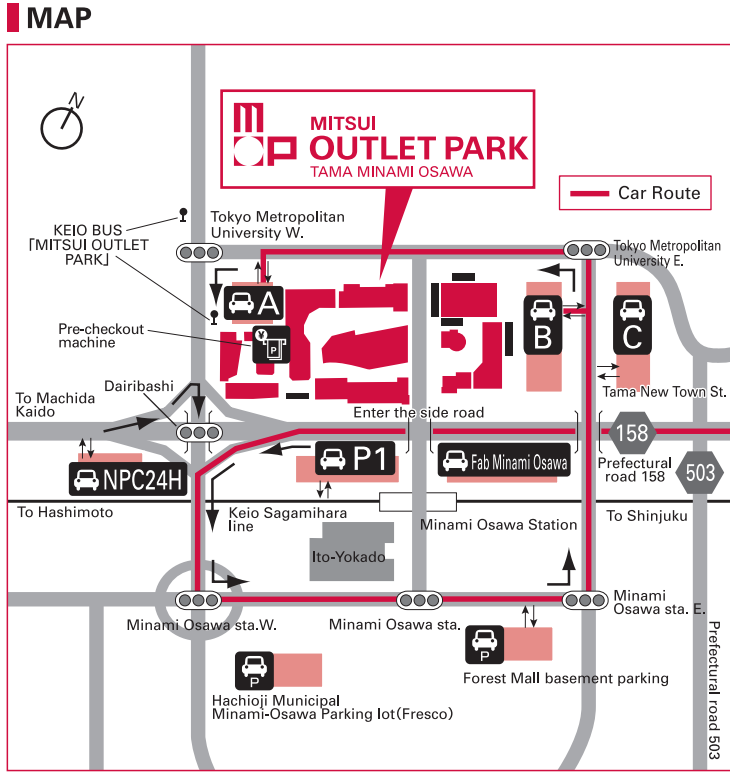 MAP
N
MITSUI
OUTLET PARK
TAMA MINAMI OSAWA
Car Route
KEIO BUS
「MITSUI OUTLET
PARK」
Tokyo Metropolitan
University W.
Tokyo Metropolitan
University E.
A
B
C
Pre-checkout
machine
¥
P
To Machida
Kaido
Dairibashi
Enter the side road
Tama New Town St.
158
NPC24H
P1
Fab Minami Osawa
Prefectural
road 158
503
To Hashimoto
Keio Sagamihara
line
Minami Osawa Station
To Shinjuku
Ito-Yokado
Minami Osawa sta.W.
Minami Osawa sta.
Minami
Osawa sta. E.
P
Forest Mall basement parking
P
Hachioji Municipal
Minami-Osawa Parking lot(Fresco)
Prefectural road 503